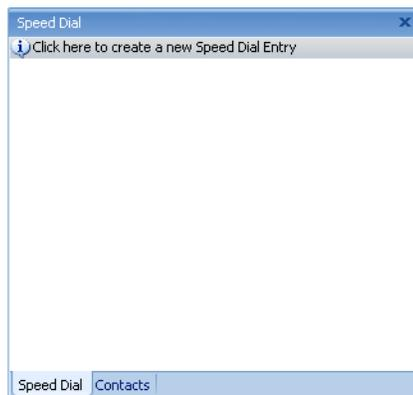 Speed Dial
Click here to create a new Speed Dial Entry
Speed Dial Contacts